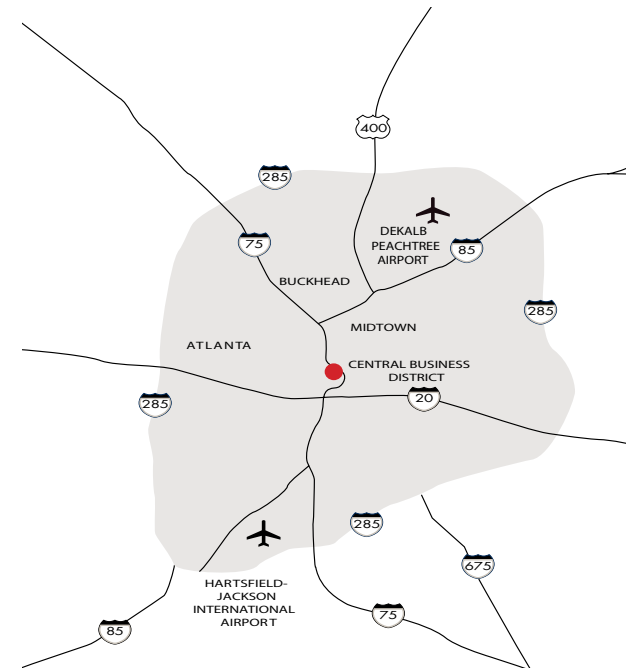 400
285
DEKALB
PEACHTREE
AIRPORT
75
85
BUCKHEAD
285
MIDTOWN
ATLANTA
CENTRAL BUSINESS
DISTRICT
285
20
285
675
HARTSFIELD-
JACKSON
INTERNATIONAL
AIRPORT
75
85